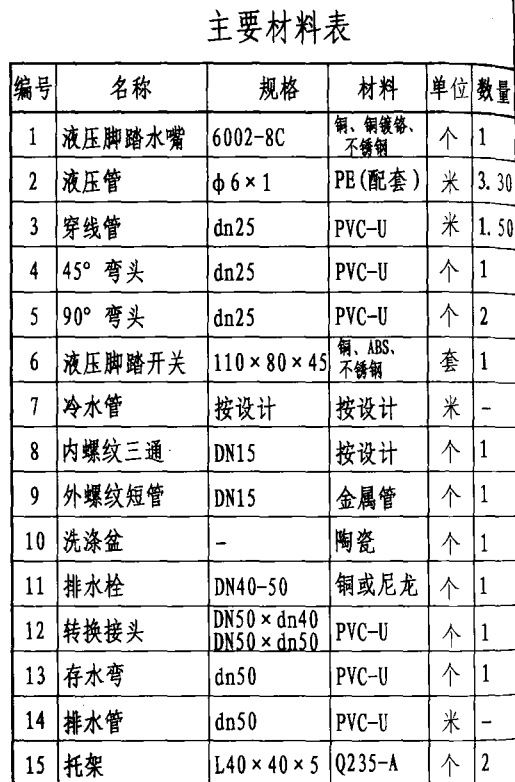 主要材料表
编号 名称 规格 材料 单位 数量
1 液压脚踏水嘴 6002-8C 铜、铜镀铬、不锈钢 个 1
2 液压管 φ6×1 PE(配套) 米 3.30
3 穿线管 dn25 PVC-U 米 1.50
4 45° 弯头 dn25 PVC-U 个 1
5 90° 弯头 dn25 PVC-U 个 2
6 液压脚踏开关 110×80×45 铜、ABS、不锈钢 套 1
7 冷水管 按设计 按设计 米 -
8 内螺纹三通 DN15 按设计 个 1
9 外螺纹短管 DN15 金属管 个 1
10 洗涤盆 - 陶瓷 个 1
11 排水栓 DN40-50 铜或尼龙 个 1
12 转换接头 DN50×dn40 DN50×dn50 PVC-U 个 1
13 存水弯 dn50 PVC-U 个 1
14 排水管 dn50 PVC-U 米 -
15 托架 L40×40×5 Q235-A 个 2